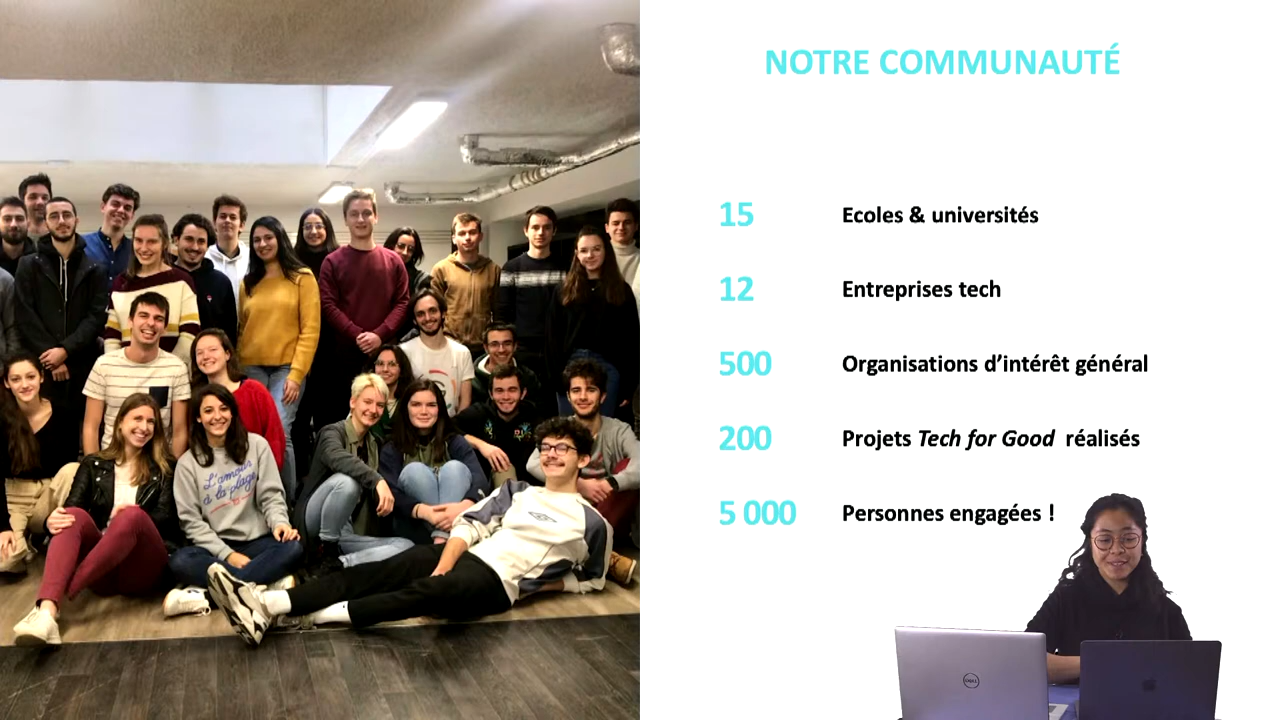 NOTRE COMMUNAUTÉ
15 Ecoles & universités
12 Entreprises tech
500 Organisations d’intérêt général
200 Projets Tech for Good réalisés
5 000 Personnes engagées !
L'amour
à la plage
DELL